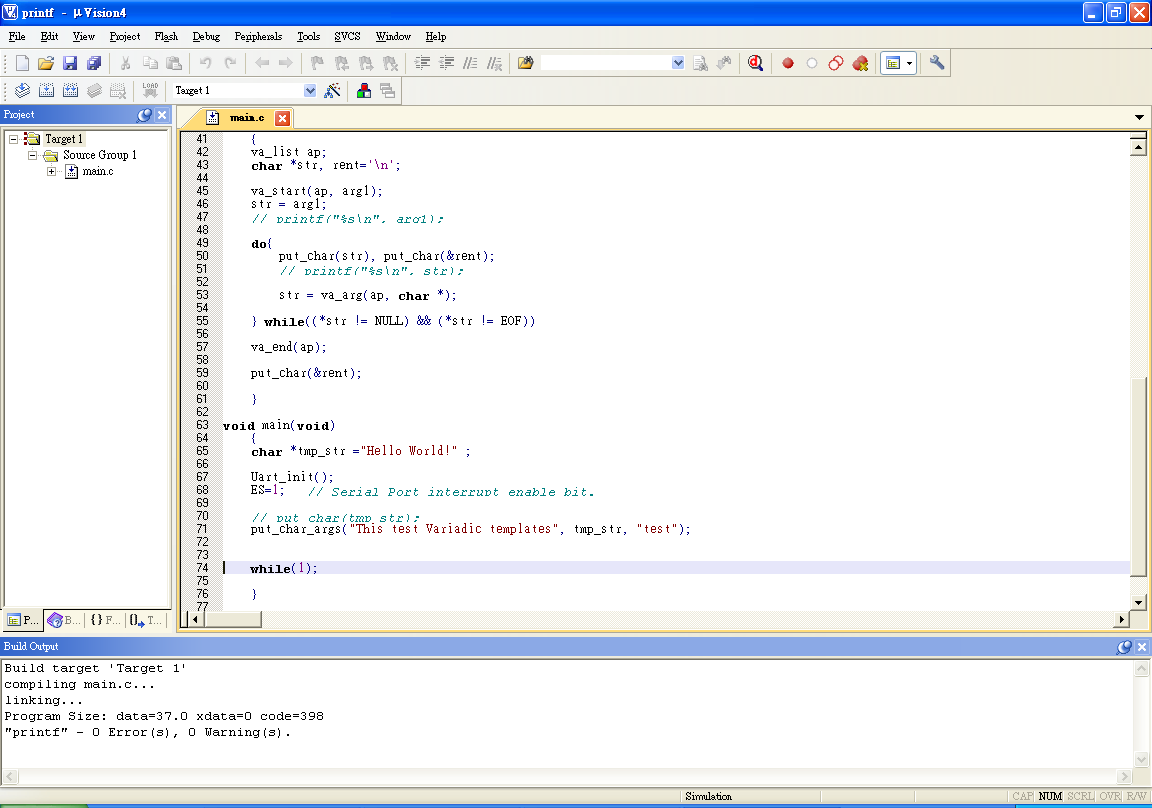 printf - µVision4
File Edit View Project Flash Debug Peripherals Tools SVCS Window Help
LOAD Target 1
Project
main.c
Target 1
Source Group 1
main.c
41 {
42 va_list ap;
43 char *str, rent='\n';
44
45 va_start(ap, arg1);
46 str = arg1;
47 // printf("%s\n", arg1);
48
49 do{
50 put_char(str), put_char(&rent);
51 // printf("%s\n", str);
52
53 str = va_arg(ap, char *);
54
55 } while((*str != NULL) && (*str != EOF))
56
57 va_end(ap);
58
59 put_char(&rent);
60
61 }
62
63 void main(void)
64 {
65 char *tmp_str ="Hello World!" ;
66
67 Uart_init();
68 ES=1; // Serial Port interrupt enable bit.
69
70 // put_char(tmp_str);
71 put_char_args("This test Variadic templates", tmp_str, "test");
72
73
74 while(1);
75
76 }
77
P... B... {} F... 0 T...
Build Output
Build target 'Target 1'
compiling main.c...
linking...
Program Size: data=37.0 xdata=0 code=398
"printf" - 0 Error(s), 0 Warning(s).
Simulation
CAP NUM SCRL OVR R/W